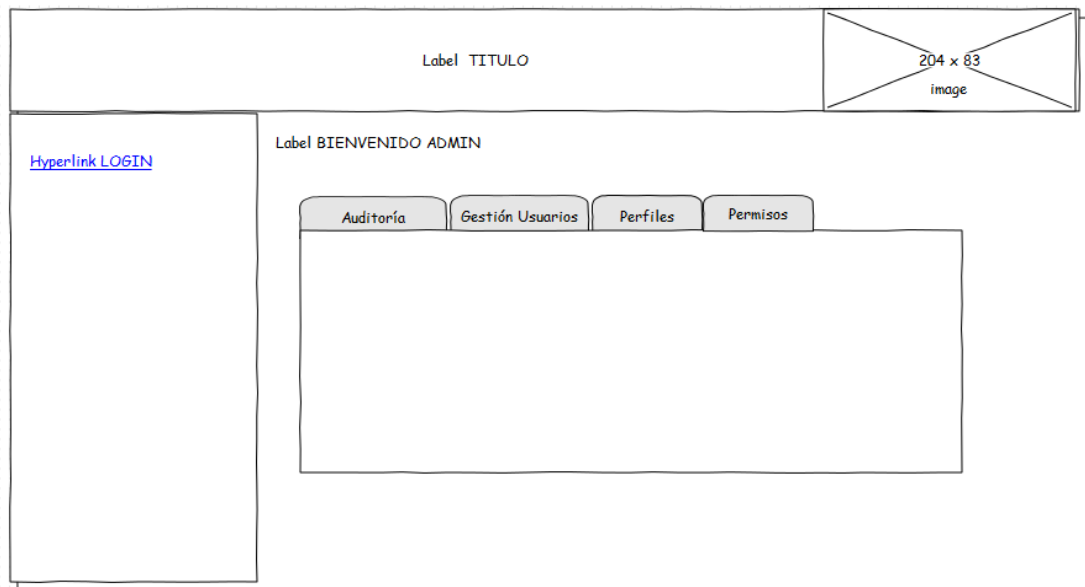 Label TITULO
204 x 83
image
Hyperlink LOGIN
Label BIENVENIDO ADMIN
Auditoría
Gestión Usuarios
Perfiles
Permisos